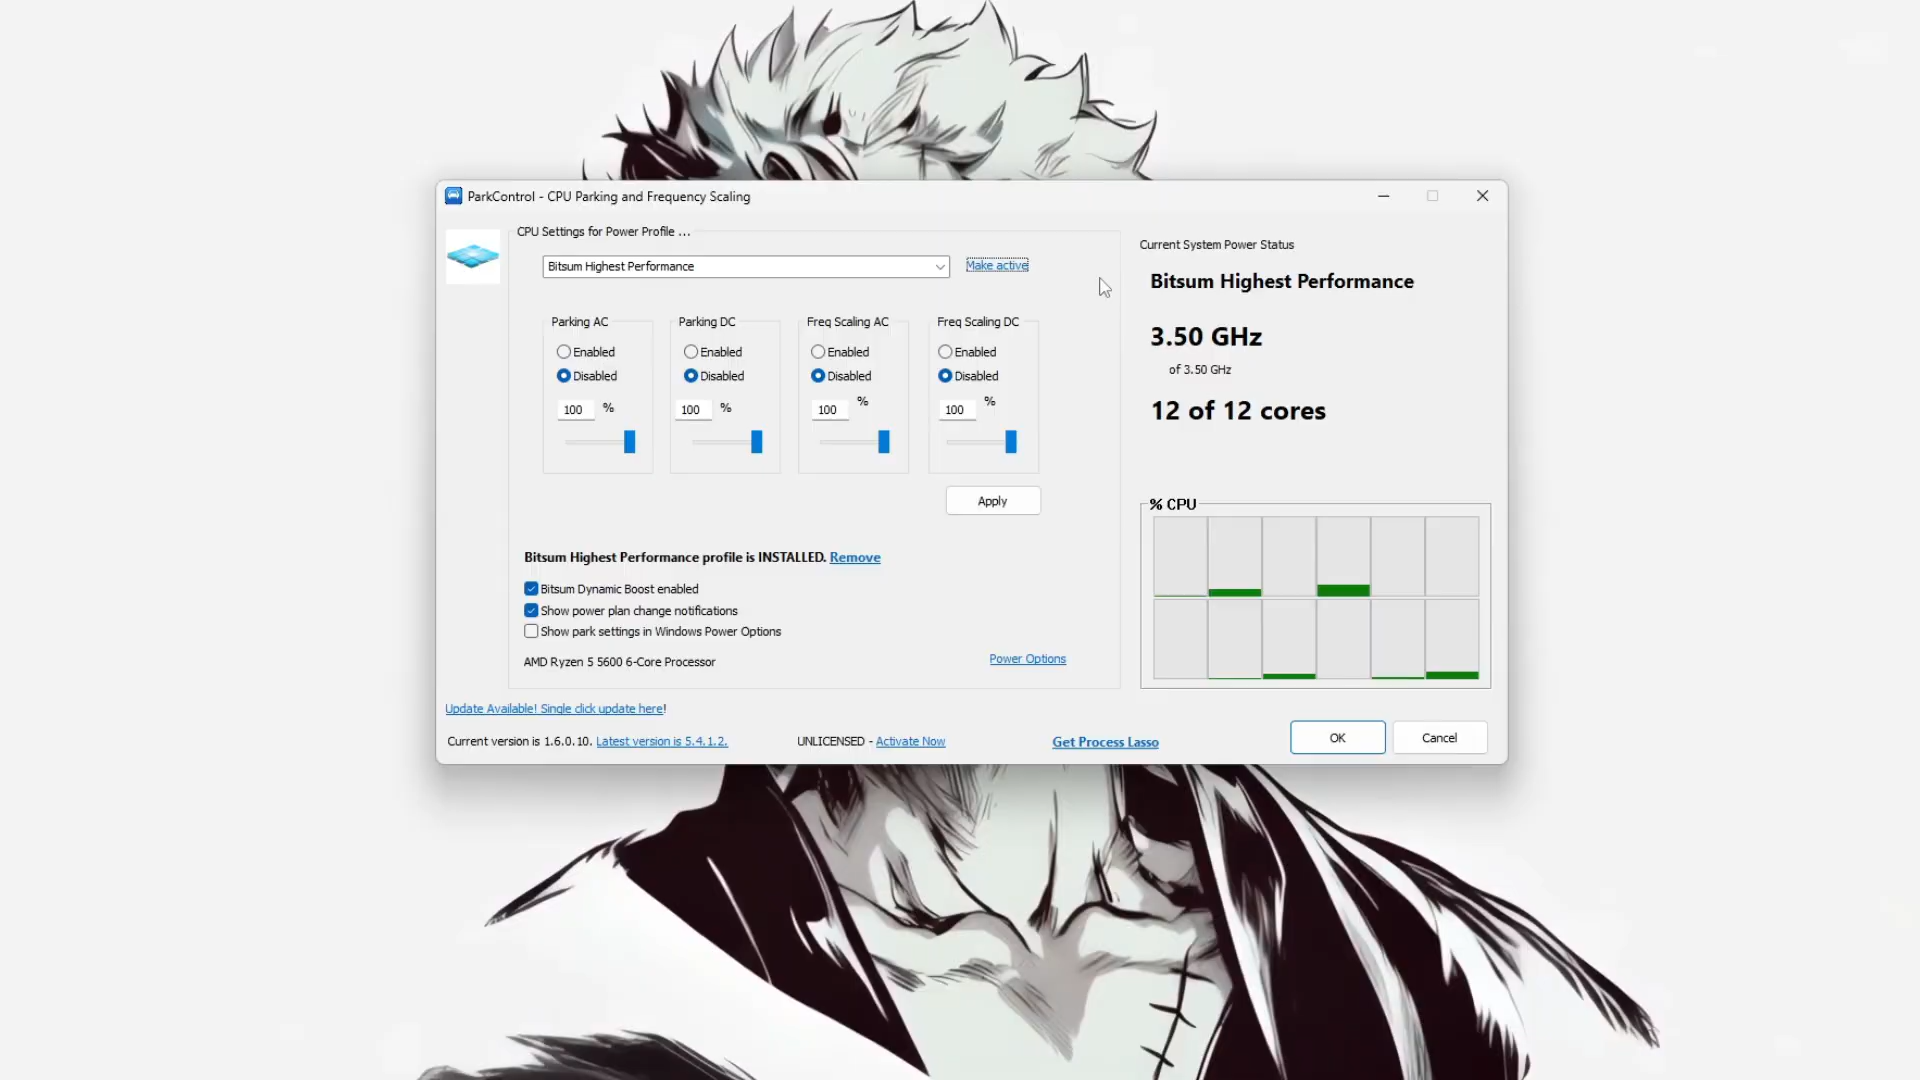 ParkControl - CPU Parking and Frequency Scaling
CPU Settings for Power Profile ...
Bitsum Highest Performance
Make active
Parking AC
Enabled
Disabled
100 %
Parking DC
Enabled
Disabled
100 %
Freq Scaling AC
Enabled
Disabled
100 %
Freq Scaling DC
Enabled
Disabled
100 %
Apply
Bitsum Highest Performance profile is INSTALLED. Remove
Bitsum Dynamic Boost enabled
Show power plan change notifications
Show park settings in Windows Power Options
AMD Ryzen 5 5600 6-Core Processor
Power Options
Current System Power Status
Bitsum Highest Performance
3.50 GHz
of 3.50 GHz
12 of 12 cores
% CPU
Update Available! Single click update here!
Current version is 1.6.0.10. Latest version is 5.4.1.2.
UNLICENSED - Activate Now
Get Process Lasso
OK
Cancel